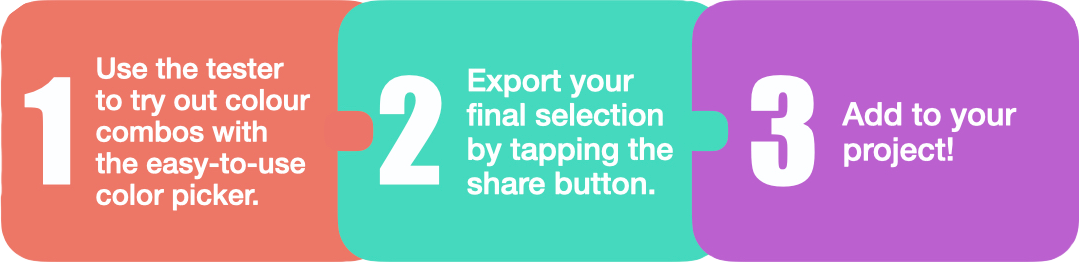 1
Use the tester
to try out colour
combos with
the easy-to-use
color picker.
2
Export your
final selection
by tapping the
share button.
3
Add to your
project!